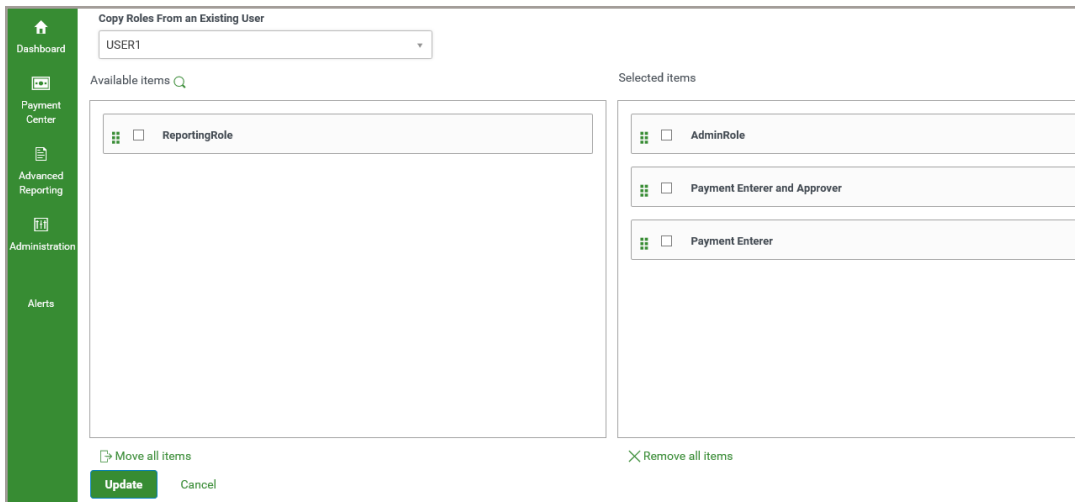 Dashboard
Payment
Center
Advanced
Reporting
Administration
Alerts
Copy Roles From an Existing User
USER1
Available items
ReportingRole
Move all items
Selected items
AdminRole
Payment Enterer and Approver
Payment Enterer
Remove all items
Update
Cancel